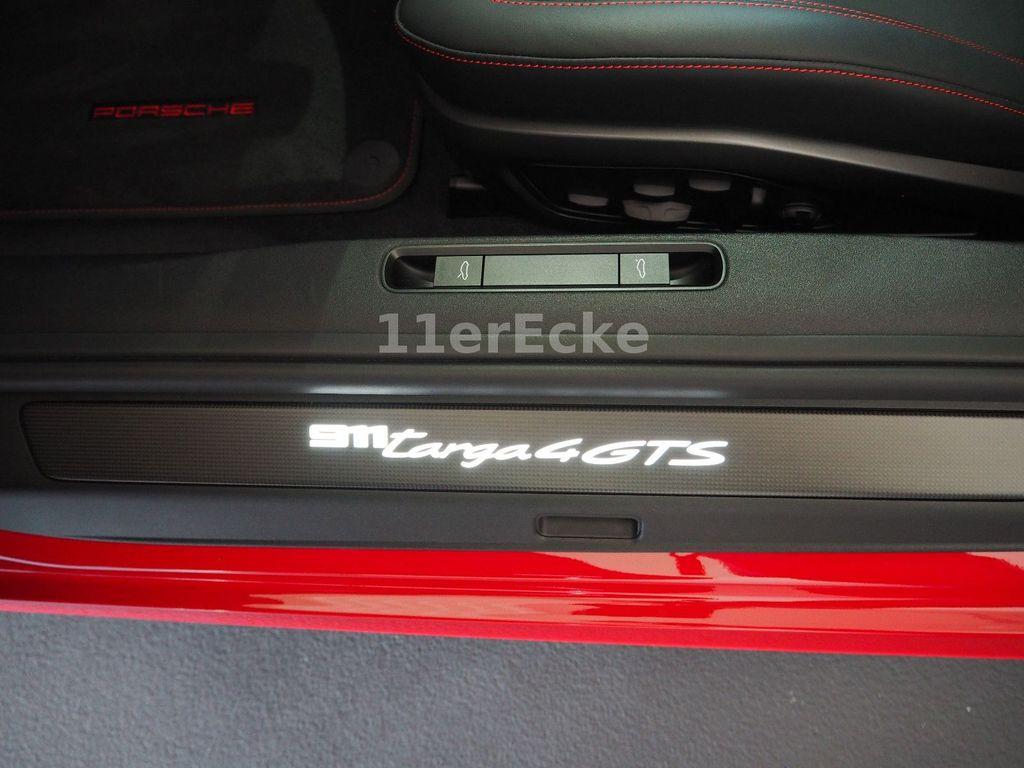 PORSCHE
11erEcke
911 targa 4 GTS